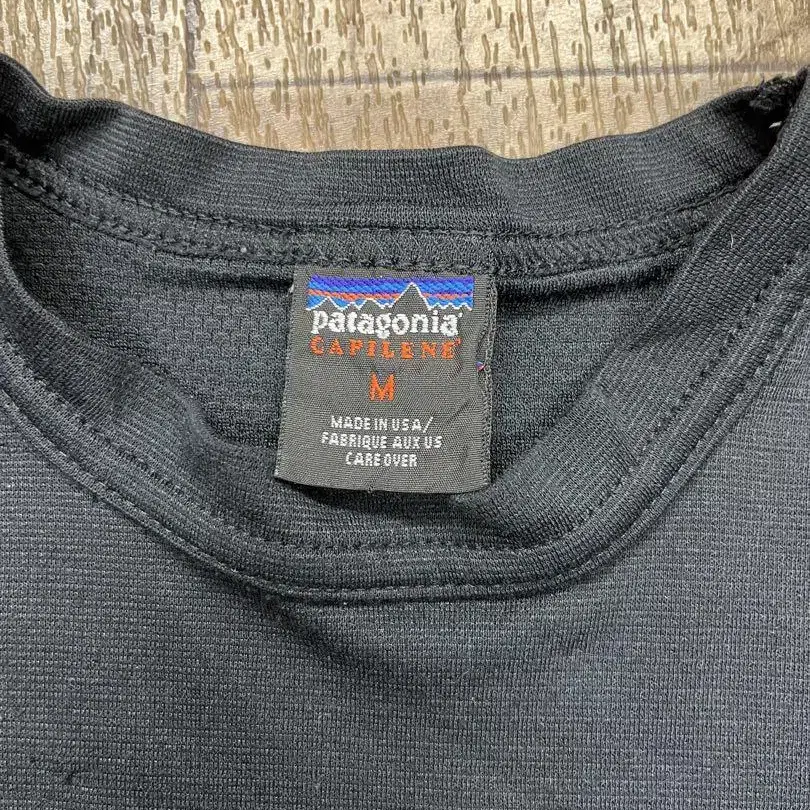 patagonia®
CAPILENE®
M
MADE IN USA/
FABRIQUE AUX US
CARE OVER